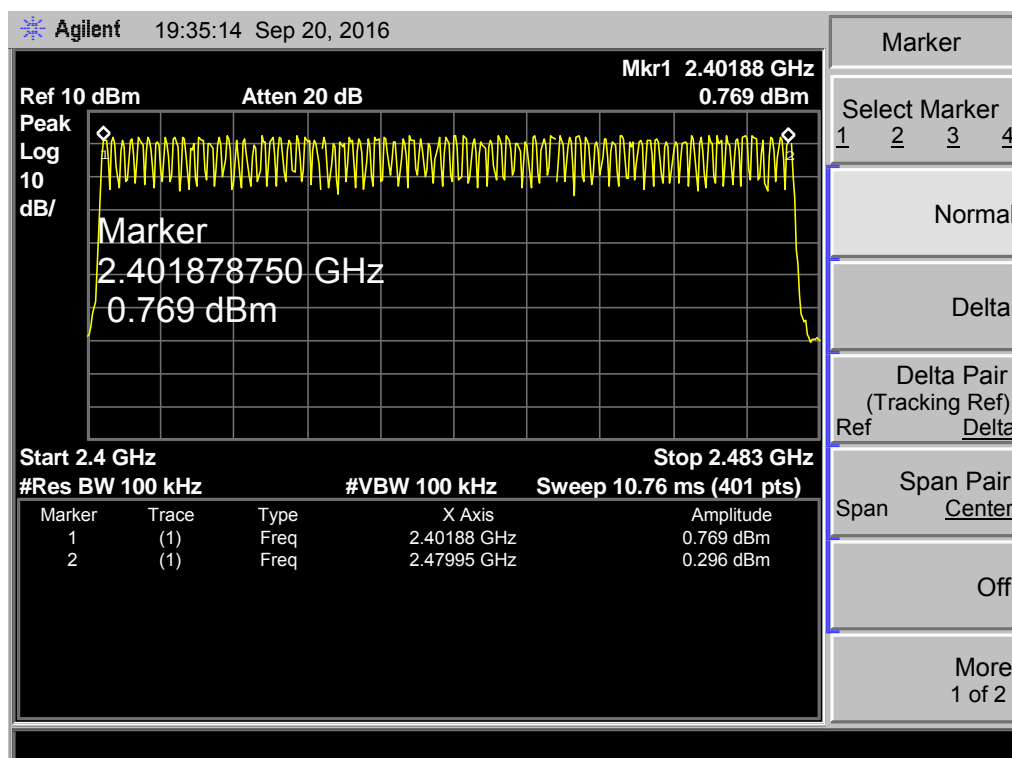 Agilent 19:35:14 Sep 20, 2016
Mkr1 2.40188 GHz
Ref 10 dBm Atten 20 dB 0.769 dBm
Peak
Log
10
dB/
1
2
Marker
2.401878750 GHz
0.769 dBm
Start 2.4 GHz Stop 2.483 GHz
#Res BW 100 kHz #VBW 100 kHz Sweep 10.76 ms (401 pts)
Marker Trace Type X Axis Amplitude
1 (1) Freq 2.40188 GHz 0.769 dBm
2 (1) Freq 2.47995 GHz 0.296 dBm
Marker
Select Marker
1 2 3 4
Normal
Delta
Delta Pair
(Tracking Ref)
Ref Delta
Span Pair
Span Center
Off
More
1 of 2